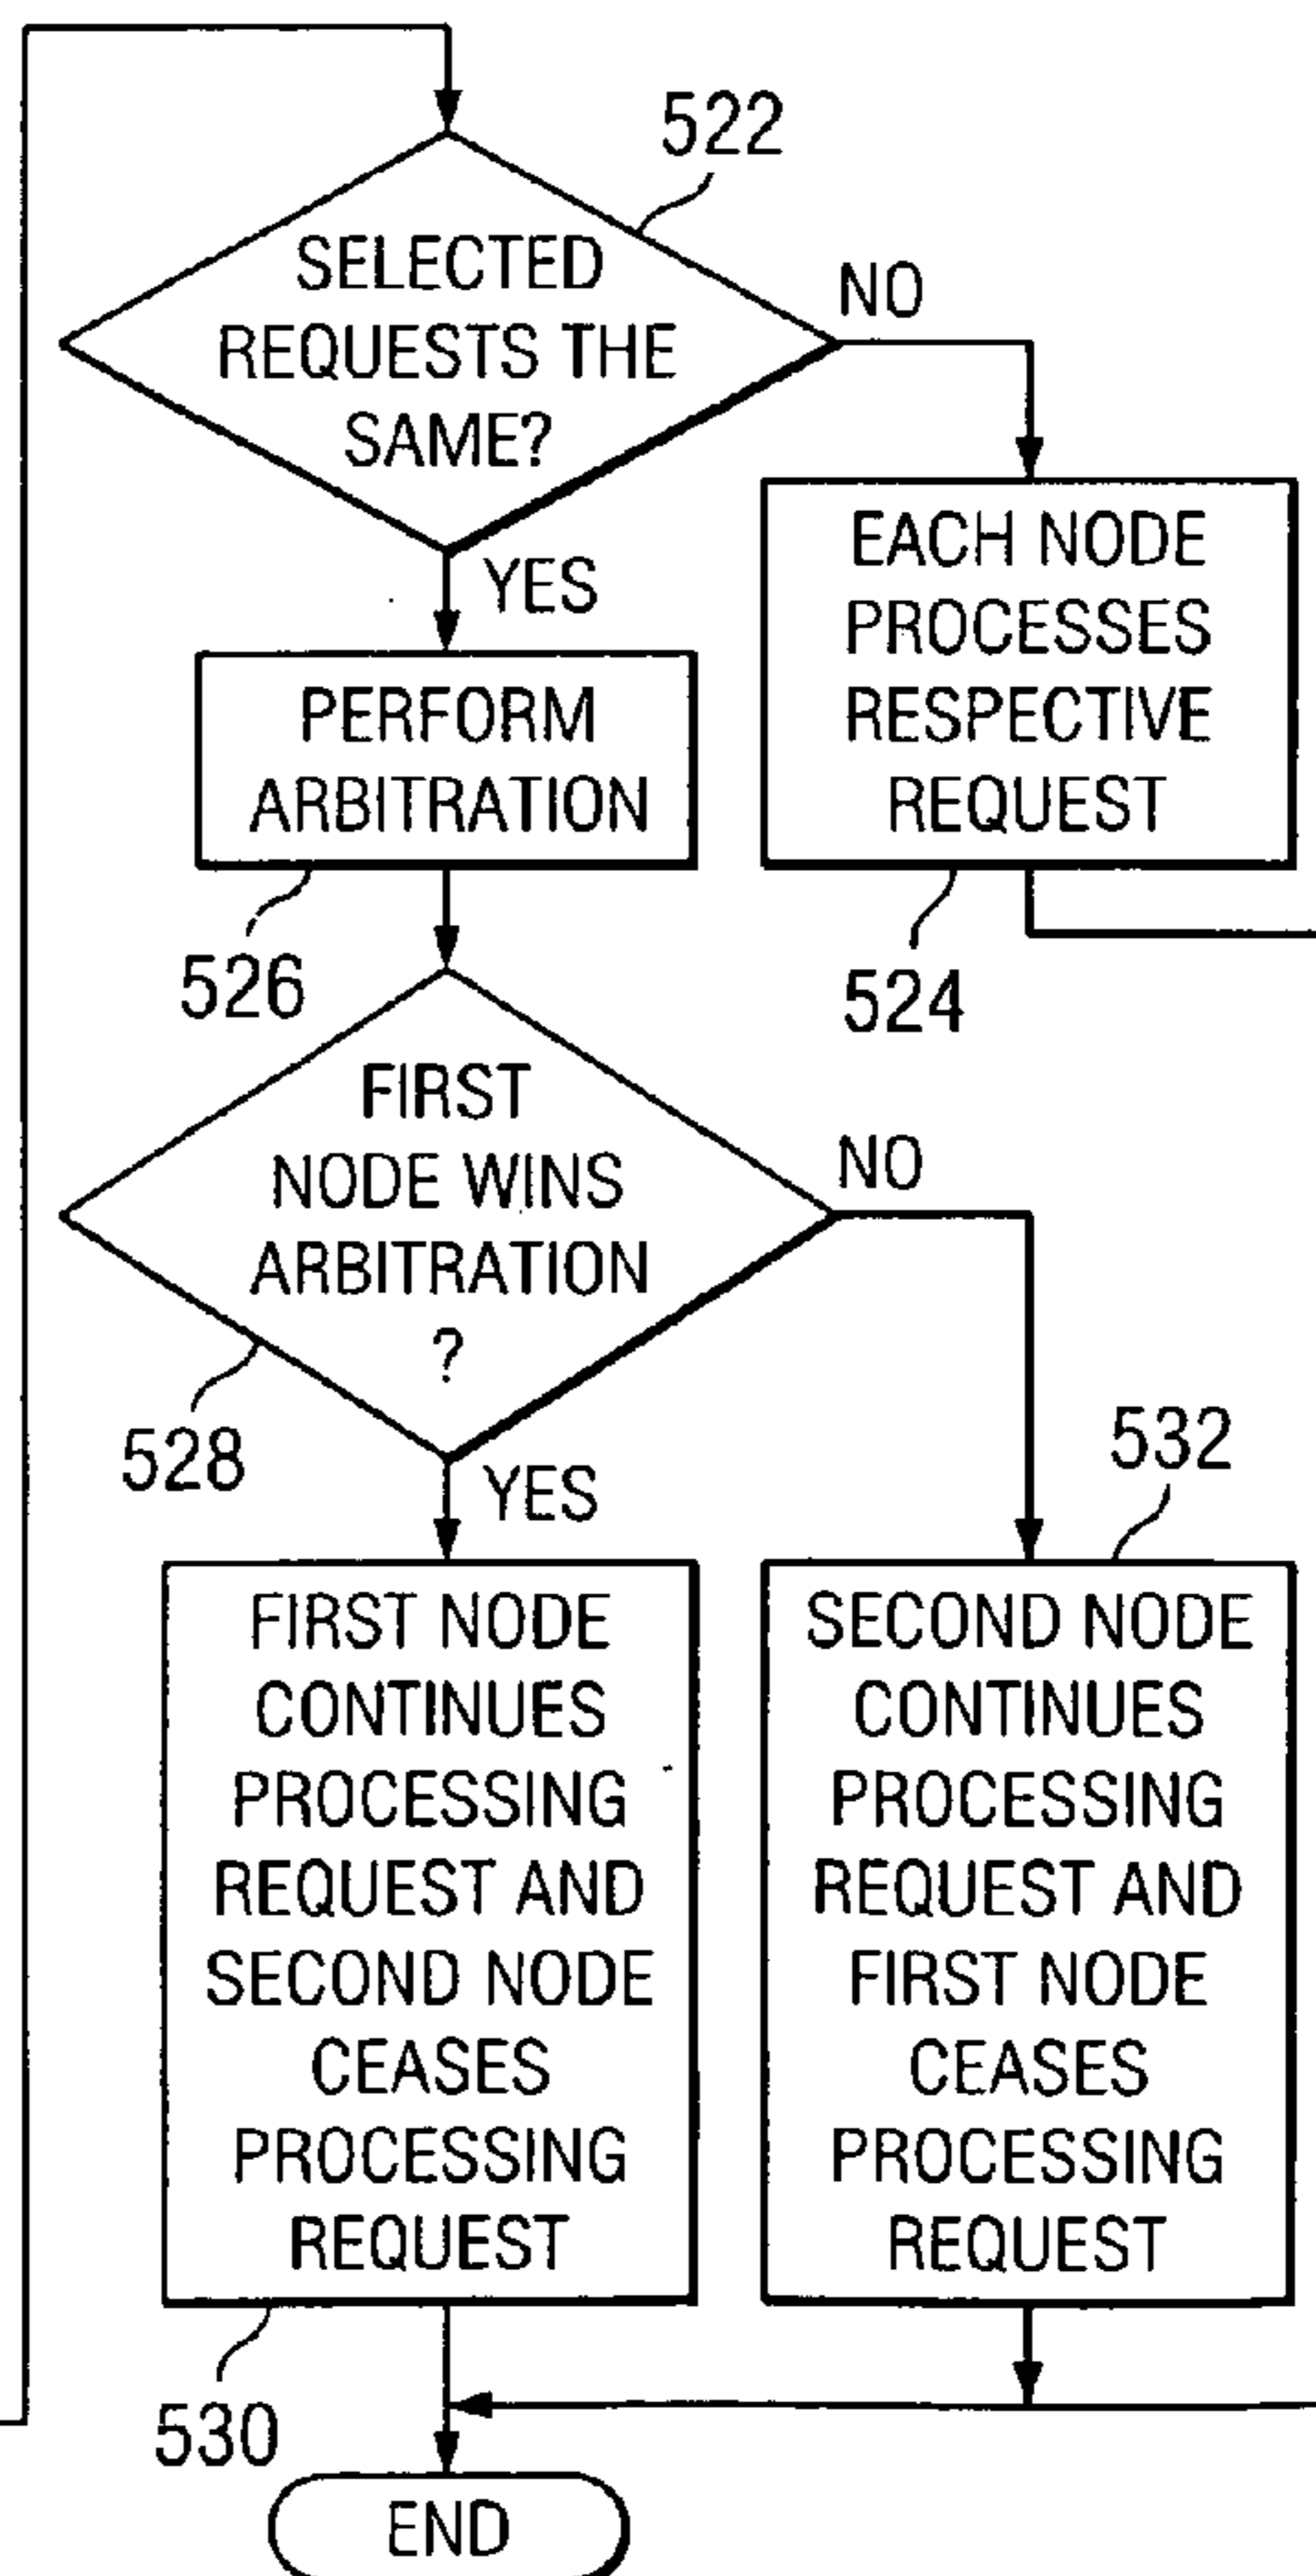 522
SELECTED
REQUESTS THE
SAME?
NO
YES
EACH NODE
PROCESSES
RESPECTIVE
REQUEST
524
PERFORM
ARBITRATION
526
FIRST
NODE WINS
ARBITRATION
?
NO
528
YES
532
FIRST NODE
CONTINUES
PROCESSING
REQUEST AND
SECOND NODE
CEASES
PROCESSING
REQUEST
530
SECOND NODE
CONTINUES
PROCESSING
REQUEST AND
FIRST NODE
CEASES
PROCESSING
REQUEST
END